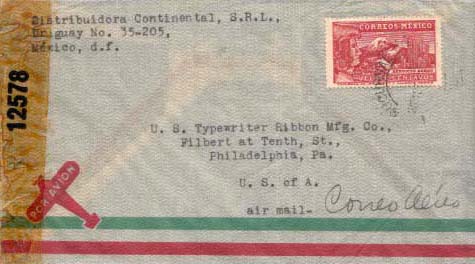 Distribuidora Continental, S.R.L.,
Uruguay No. 35-205,
México, d.f.
CORREOS-MÉXICO
12578
U. S. Typewriter Ribbon Mfg. Co.,
Filbert at Tenth, St.,
Philadelphia, Pa.
U. S. of A.
POR AVION
air mail- Correo Aéreo